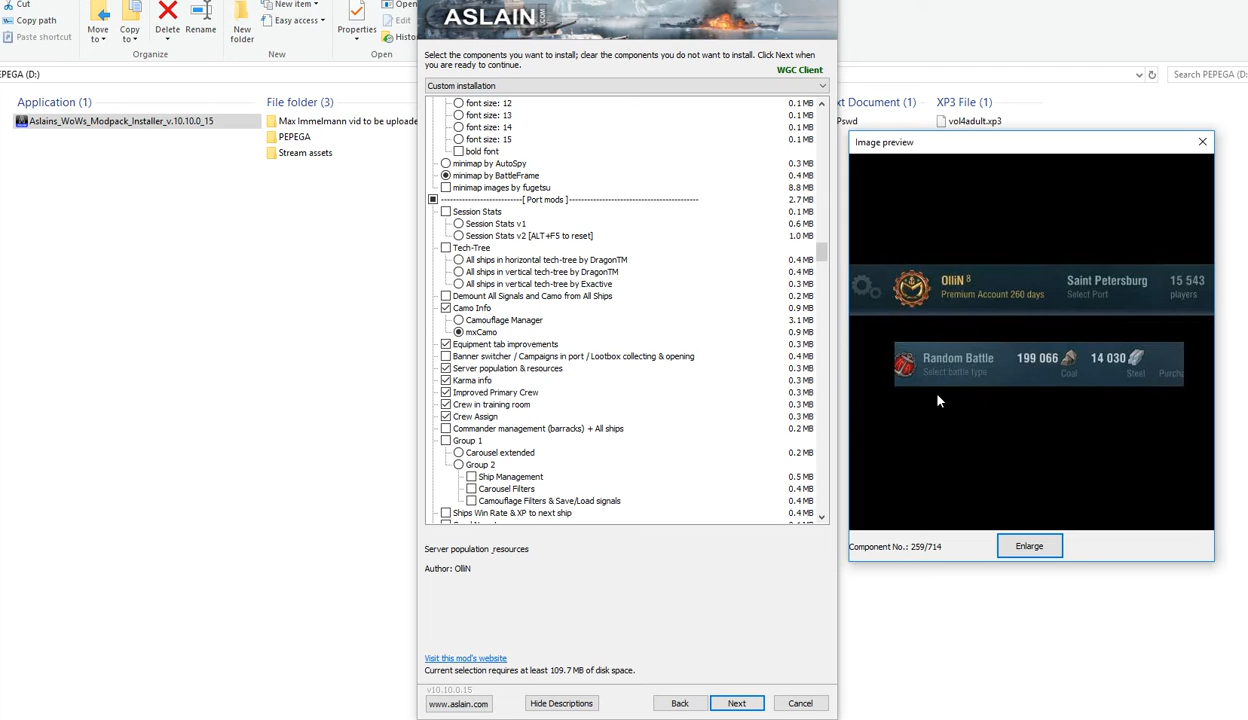 Cut
Copy path
Paste shortcut
Move to
Copy to
Delete
Rename
New folder
New item
Easy access
Properties
Open
Edit
History
Organize
New
Open
EPEGA (D:)
Search PEPEGA (D:
Application (1)
Aslains_WoWs_Modpack_Installer_v.10.10.0_15
File folder (3)
Max Immelmann vid to be uploade
PEPEGA
Stream assets
xt Document (1)
Pswd
XP3 File (1)
vol4adult.xp3
ASLAIN.COM
Select the components you want to install; clear the components you do not want to install. Click Next when
you are ready to continue.
WGC Client
Custom installation
font size: 12 0.1 MB
font size: 13 0.1 MB
font size: 14 0.1 MB
font size: 15 0.1 MB
bold font
minimap by AutoSpy 0.3 MB
minimap by BattleFrame 0.4 MB
minimap images by fugetsu 8.8 MB
-------------------------[ Port mods ]---------------------------------------- 2.7 MB
Session Stats 0.1 MB
Session Stats v1 0.6 MB
Session Stats v2 [ALT+F5 to reset] 1.0 MB
Tech-Tree
All ships in horizontal tech-tree by DragonTM 0.4 MB
All ships in vertical tech-tree by DragonTM 0.4 MB
All ships in vertical tech-tree by Exactive 0.4 MB
Demount All Signals and Camo from All Ships 0.2 MB
Camo Info 0.9 MB
Camouflage Manager 3.1 MB
mxCamo 0.9 MB
Equipment tab improvements 0.3 MB
Banner switcher / Campaigns in port / Lootbox collecting & opening 0.4 MB
Server population & resources 0.3 MB
Karma info 0.3 MB
Improved Primary Crew 0.3 MB
Crew in training room 0.3 MB
Crew Assign 0.3 MB
Commander management (barracks) + All ships 0.2 MB
Group 1
Carousel extended 0.2 MB
Group 2
Ship Management 0.5 MB
Carousel Filters 0.4 MB
Camouflage Filters & Save/Load signals 0.4 MB
Ships Win Rate & XP to next ship 0.4 MB
Server population _resources
Author: OlliN
Visit this mod's website
Current selection requires at least 109.7 MB of disk space.
v10.10.0.15
www.aslain.com
Hide Descriptions
Back
Next
Cancel
Image preview
OlliN 8
Premium Account 260 days
Saint Petersburg
Select Port
15 543
players
Random Battle
Select battle type
199 066
Coal
14 030
Steel
Purcha
Component No.: 259/714
Enlarge